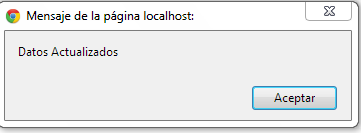 Mensaje de la página localhost:
Datos Actualizados
Aceptar